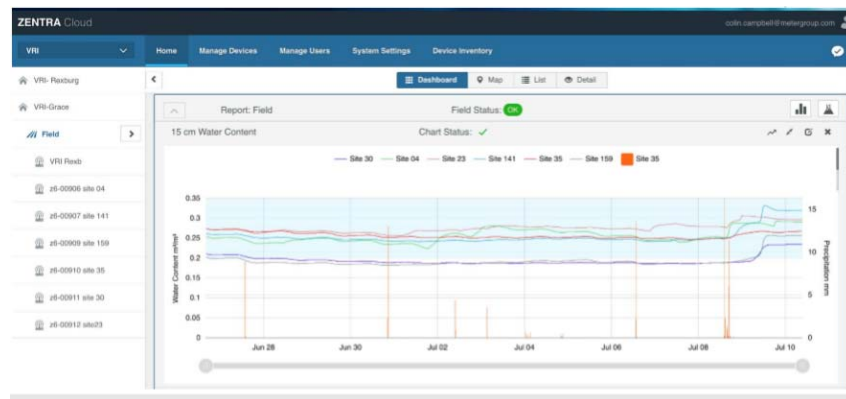 ZENTRA Cloud
colin.campbell@metergroup.com
VRI
Home Manage Devices Manage Users System Settings Device Inventory
VRI- Rexburg
Dashboard Map List Detail
VRI-Grace
Report: Field Field Status: OK
Field
15 cm Water Content Chart Status:
VRI Rexb
Site 30 Site 04 Site 23 Site 141 Site 35 Site 159 Site 35
z6-00906 site 04
z6-00907 site 141
z6-00909 site 159
z6-00910 site 35
z6-00911 site 30
z6-00912 site23
Water Content m³/m³
0.35
0.3
0.25
0.2
0.15
0.1
0.05
0
15
10
5
0
Precipitation mm
Jun 28 Jun 30 Jul 02 Jul 04 Jul 06 Jul 08 Jul 10